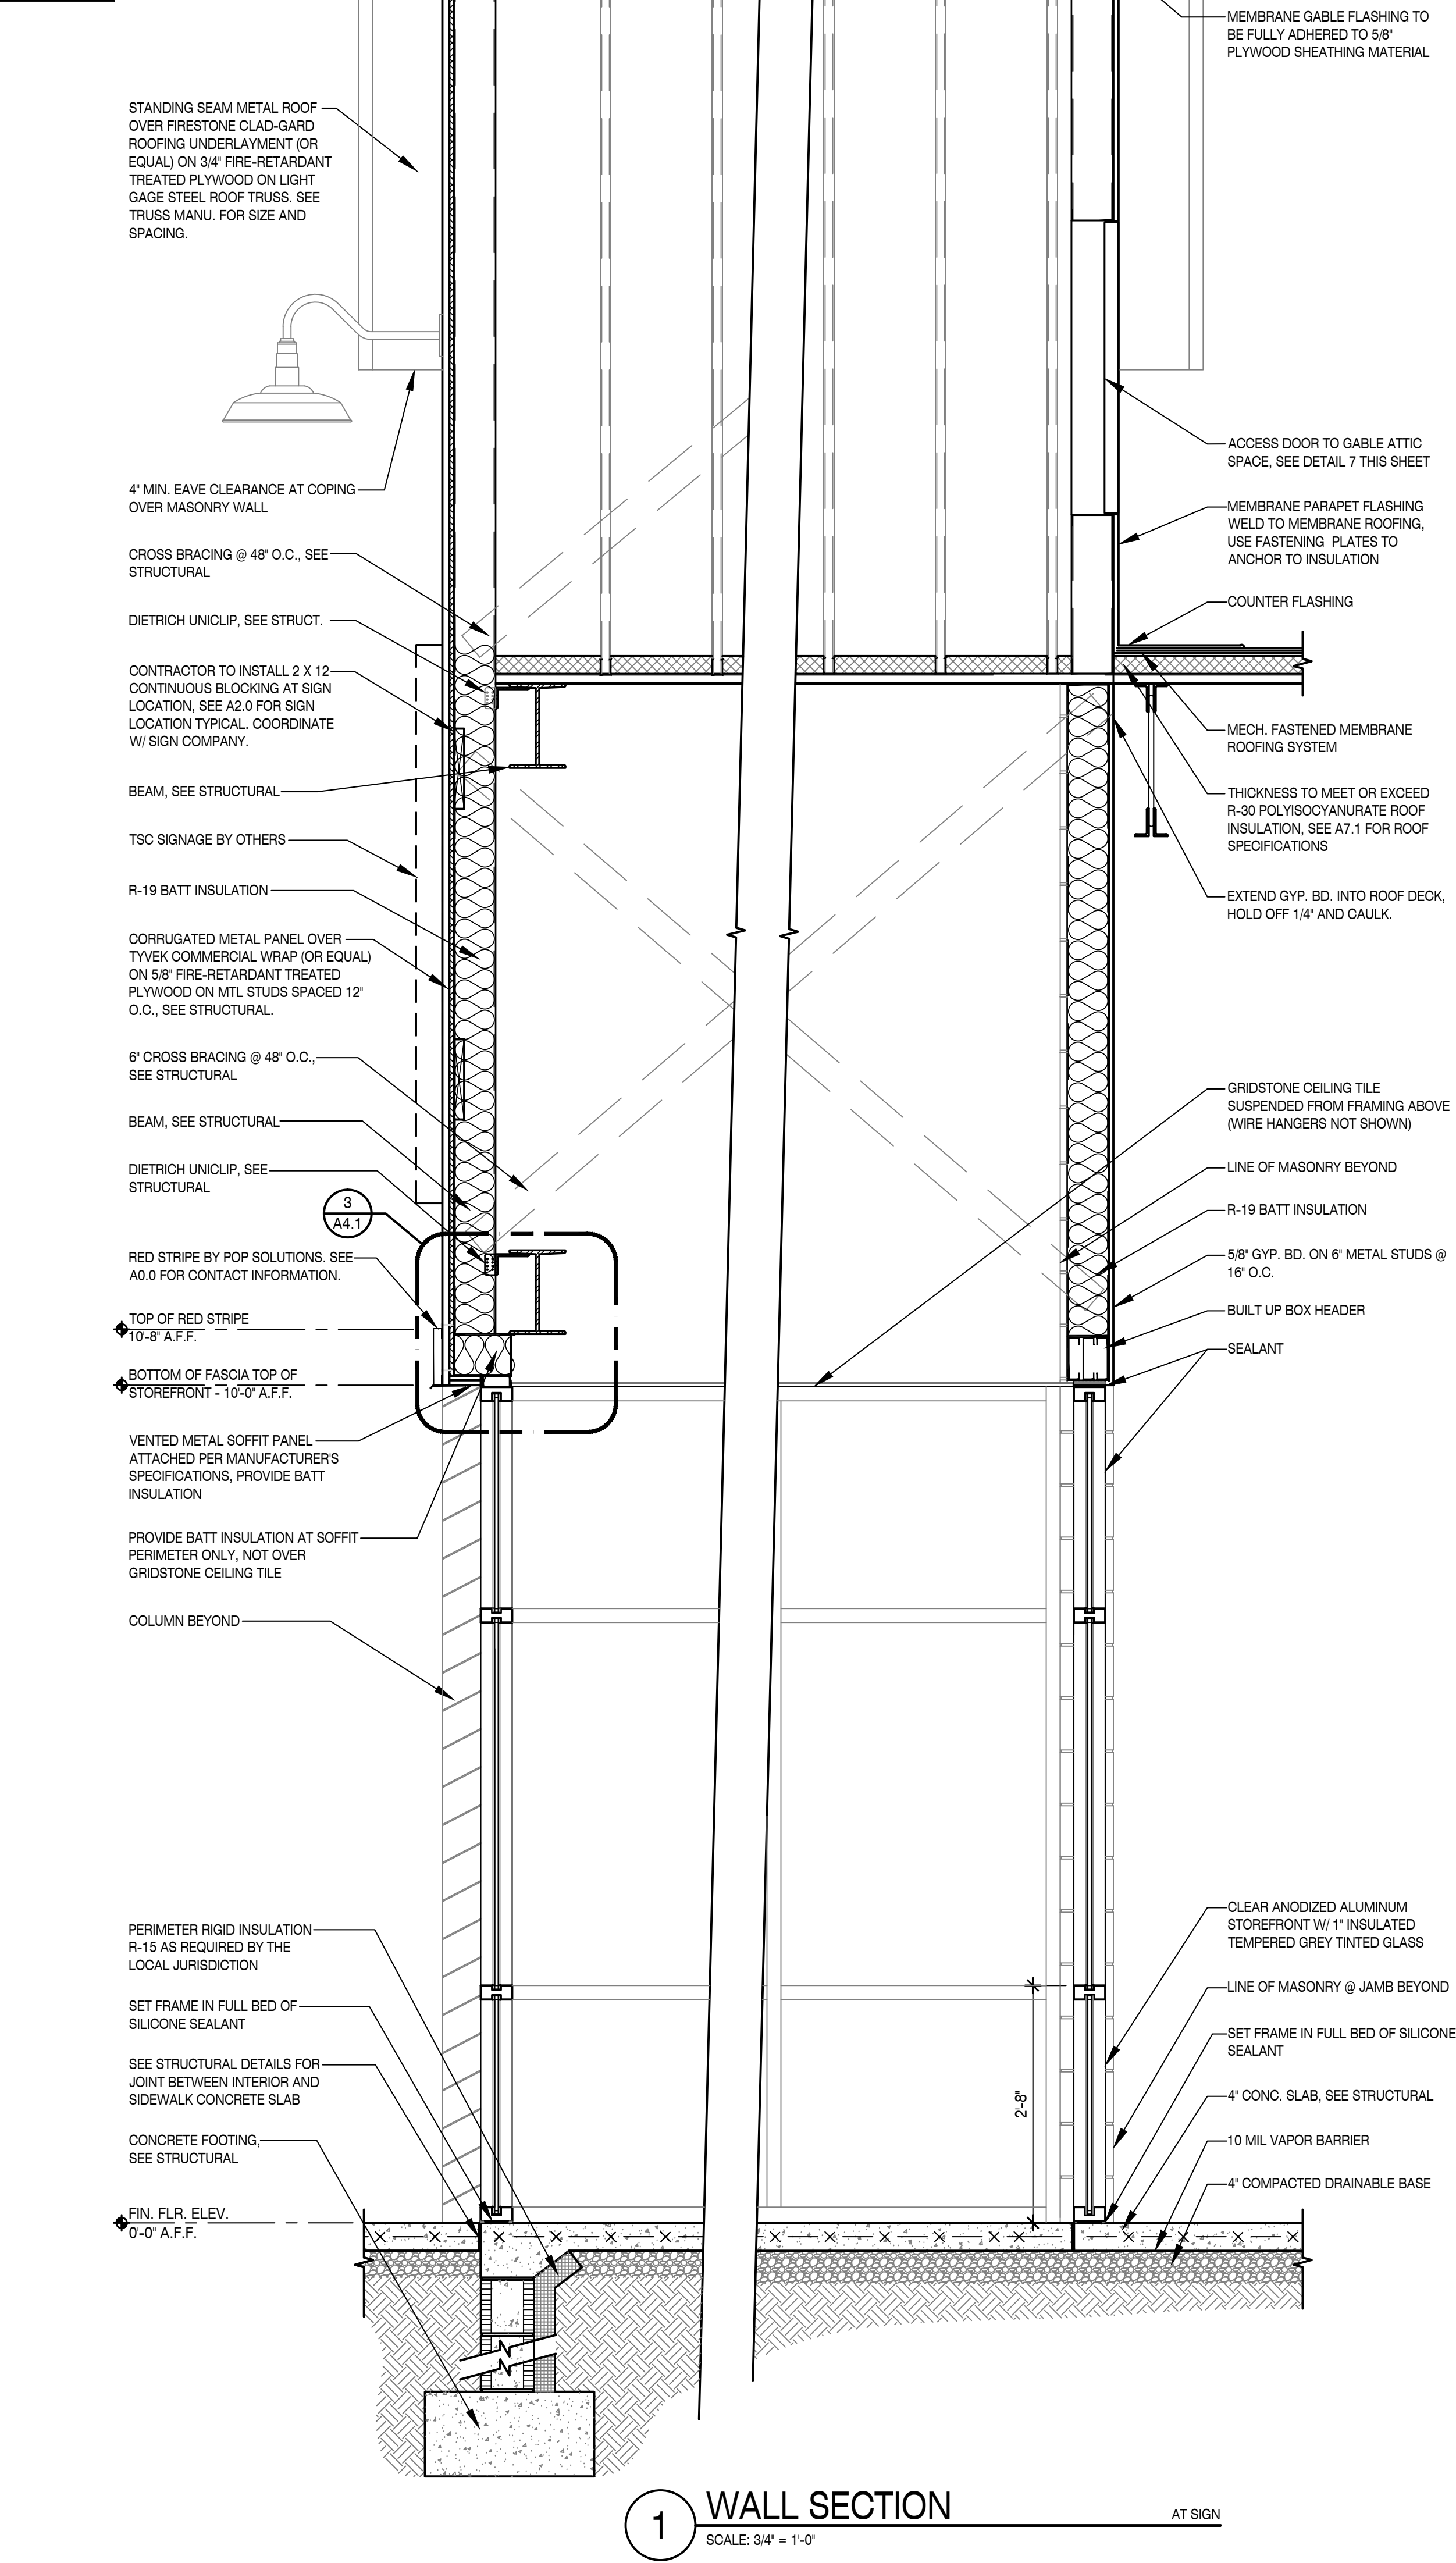 MEMBRANE GABLE FLASHING TO
BE FULLY ADHERED TO 5/8"
PLYWOOD SHEATHING MATERIAL
STANDING SEAM METAL ROOF
OVER FIRESTONE CLAD-GARD
ROOFING UNDERLAYMENT (OR
EQUAL) ON 3/4" FIRE-RETARDANT
TREATED PLYWOOD ON LIGHT
GAGE STEEL ROOF TRUSS. SEE
TRUSS MANU. FOR SIZE AND
SPACING.
4" MIN. EAVE CLEARANCE AT COPING
OVER MASONRY WALL
CROSS BRACING @ 48" O.C., SEE
STRUCTURAL
DIETRICH UNICLIP, SEE STRUCT.
CONTRACTOR TO INSTALL 2 X 12
CONTINUOUS BLOCKING AT SIGN
LOCATION, SEE A2.0 FOR SIGN
LOCATION TYPICAL. COORDINATE
W/ SIGN COMPANY.
BEAM, SEE STRUCTURAL
TSC SIGNAGE BY OTHERS
R-19 BATT INSULATION
CORRUGATED METAL PANEL OVER
TYVEK COMMERCIAL WRAP (OR EQUAL)
ON 5/8" FIRE-RETARDANT TREATED
PLYWOOD ON MTL STUDS SPACED 12"
O.C., SEE STRUCTURAL.
6" CROSS BRACING @ 48" O.C.,
SEE STRUCTURAL
BEAM, SEE STRUCTURAL
DIETRICH UNICLIP, SEE
STRUCTURAL
3
A4.1
RED STRIPE BY POP SOLUTIONS. SEE
A0.0 FOR CONTACT INFORMATION.
TOP OF RED STRIPE
10'-8" A.F.F.
BOTTOM OF FASCIA TOP OF
STOREFRONT - 10'-0" A.F.F.
VENTED METAL SOFFIT PANEL
ATTACHED PER MANUFACTURER'S
SPECIFICATIONS, PROVIDE BATT
INSULATION
PROVIDE BATT INSULATION AT SOFFIT
PERIMETER ONLY, NOT OVER
GRIDSTONE CEILING TILE
COLUMN BEYOND
PERIMETER RIGID INSULATION
R-15 AS REQUIRED BY THE
LOCAL JURISDICTION
SET FRAME IN FULL BED OF
SILICONE SEALANT
SEE STRUCTURAL DETAILS FOR
JOINT BETWEEN INTERIOR AND
SIDEWALK CONCRETE SLAB
CONCRETE FOOTING,
SEE STRUCTURAL
FIN. FLR. ELEV.
0'-0" A.F.F.
ACCESS DOOR TO GABLE ATTIC
SPACE, SEE DETAIL 7 THIS SHEET
MEMBRANE PARAPET FLASHING
WELD TO MEMBRANE ROOFING,
USE FASTENING PLATES TO
ANCHOR TO INSULATION
COUNTER FLASHING
MECH. FASTENED MEMBRANE
ROOFING SYSTEM
THICKNESS TO MEET OR EXCEED
R-30 POLYISOCYANURATE ROOF
INSULATION, SEE A7.1 FOR ROOF
SPECIFICATIONS
EXTEND GYP. BD. INTO ROOF DECK,
HOLD OFF 1/4" AND CAULK.
GRIDSTONE CEILING TILE
SUSPENDED FROM FRAMING ABOVE
(WIRE HANGERS NOT SHOWN)
LINE OF MASONRY BEYOND
R-19 BATT INSULATION
5/8" GYP. BD. ON 6" METAL STUDS @
16" O.C.
BUILT UP BOX HEADER
SEALANT
CLEAR ANODIZED ALUMINUM
STOREFRONT W/ 1" INSULATED
TEMPERED GREY TINTED GLASS
LINE OF MASONRY @ JAMB BEYOND
SET FRAME IN FULL BED OF SILICONE
SEALANT
4" CONC. SLAB, SEE STRUCTURAL
10 MIL VAPOR BARRIER
4" COMPACTED DRAINABLE BASE
2'-8"
1
WALL SECTION
AT SIGN
SCALE: 3/4" = 1'-0"